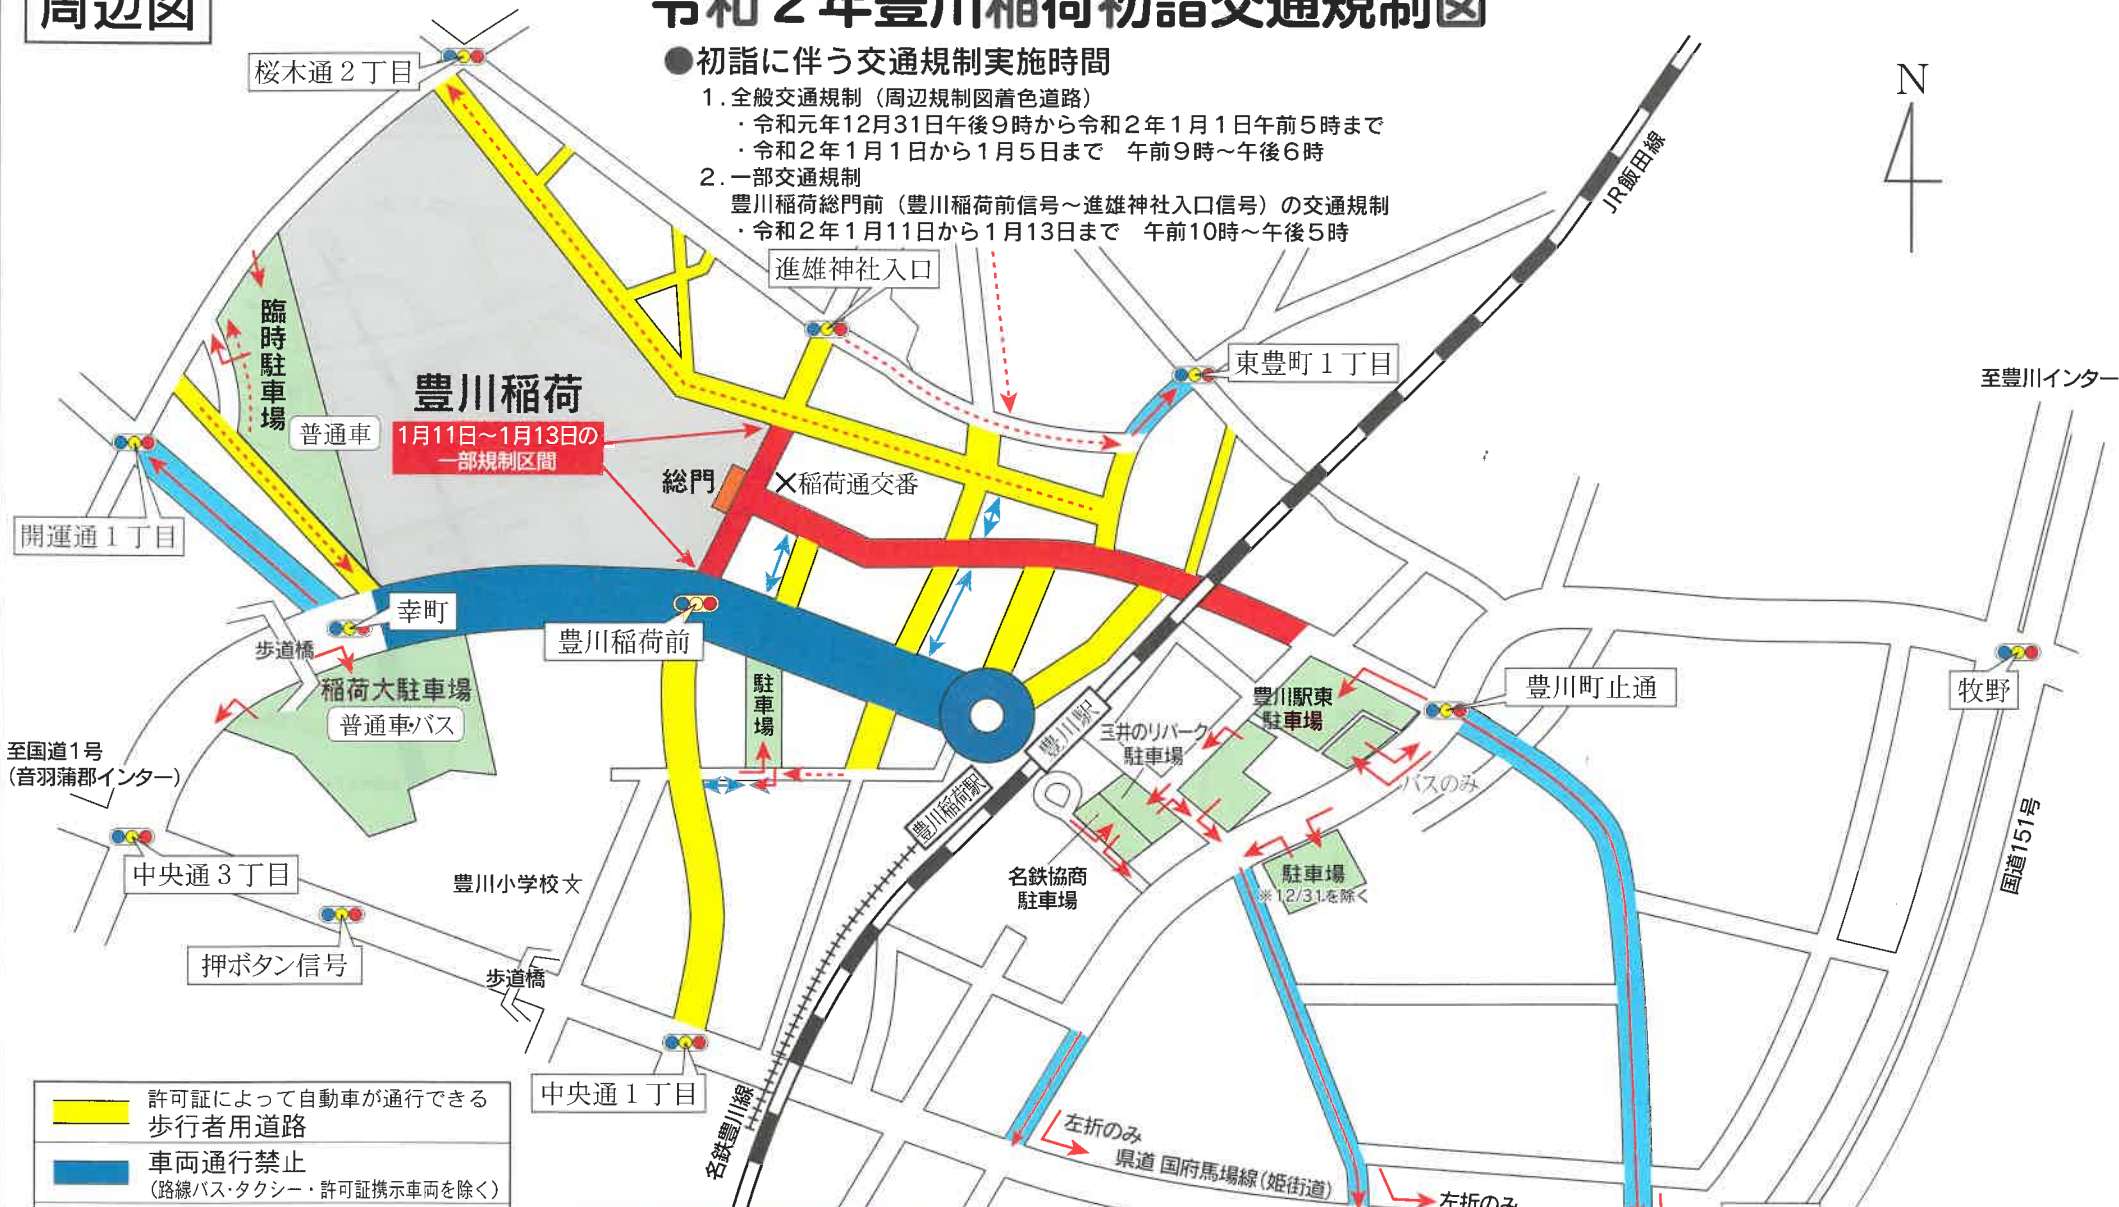 周辺図
令和２年豊川稲荷初詣交通規制図
●初詣に伴う交通規制実施時間
１.全般交通規制（周辺規制図着色道路）
・令和元年12月31日午後９時から令和２年１月１日午前５時まで
・令和２年１月１日から１月５日まで　午前９時～午後６時
２.一部交通規制
豊川稲荷総門前（豊川稲荷前信号～進雄神社入口信号）の交通規制
・令和２年１月11日から１月13日まで　午前10時～午後５時
N
JR飯田線
桜木通２丁目
進雄神社入口
東豊町１丁目
至豊川インター
臨時駐車場
普通車
豊川稲荷
1月11日～1月13日の
一部規制区間
総門
×稲荷通交番
開運通１丁目
幸町
豊川稲荷前
歩道橋
稲荷大駐車場
普通車・バス
駐車場
豊川駅
豊川稲荷駅
三井のリパーク
駐車場
豊川駅東
駐車場
豊川町止通
牧野
バスのみ
至国道1号
（音羽蒲郡インター）
国道151号
中央通３丁目
豊川小学校文
名鉄協商
駐車場
駐車場
※12/31を除く
押ボタン信号
歩道橋
中央通１丁目
名鉄豊川線
左折のみ
県道 国府馬場線（姫街道）
左折のみ
許可証によって自動車が通行できる
歩行者用道路
車両通行禁止
（路線バス・タクシー・許可証携示車両を除く）